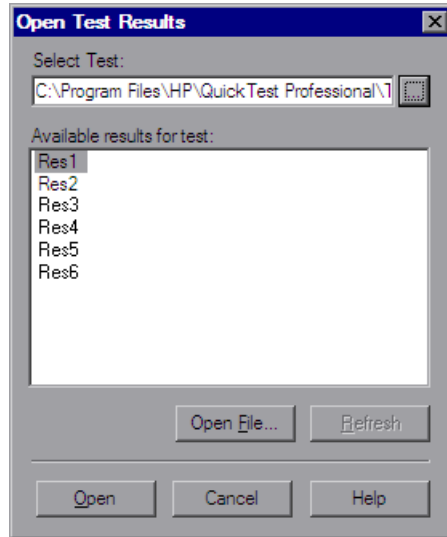 Open Test Results
Select Test:
C:\Program Files\HP\QuickTest Professional\T
Available results for test:
Res1
Res2
Res3
Res4
Res5
Res6
Open File...
Refresh
Open
Cancel
Help